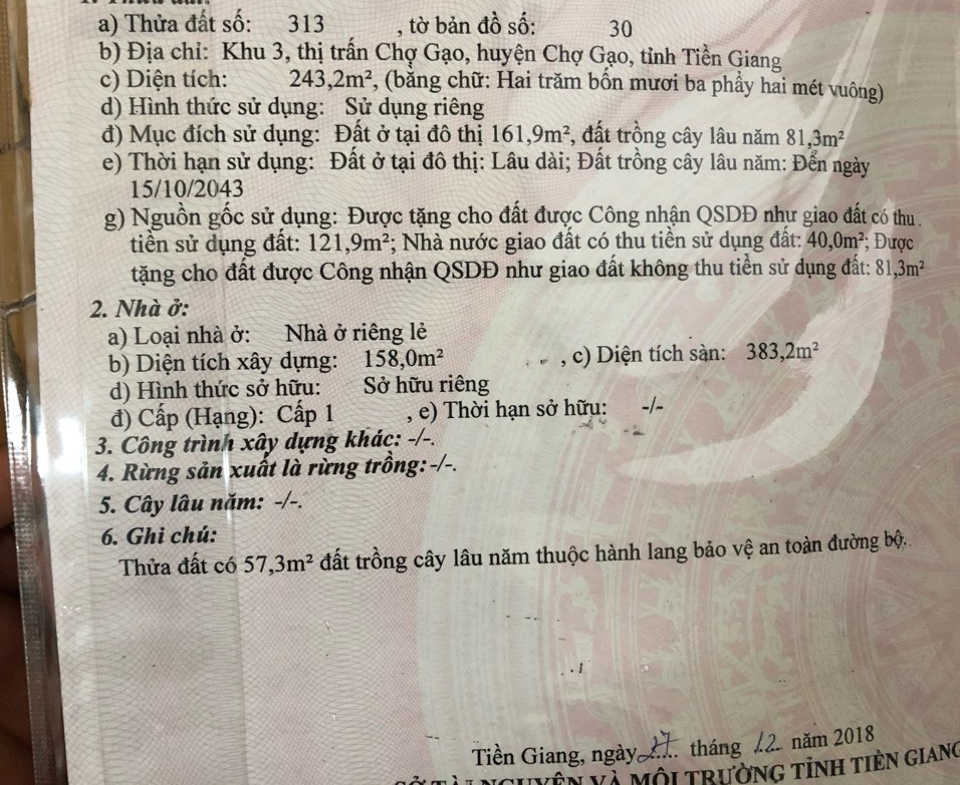 a) Thửa đất số: 313 , tờ bản đồ số: 30
b) Địa chỉ: Khu 3, thị trấn Chợ Gạo, huyện Chợ Gạo, tỉnh Tiền Giang
c) Diện tích: 243,2m², (bằng chữ: Hai trăm bốn mươi ba phẩy hai mét vuông)
d) Hình thức sử dụng: Sử dụng riêng
đ) Mục đích sử dụng: Đất ở tại đô thị 161,9m², đất trồng cây lâu năm 81,3m²
e) Thời hạn sử dụng: Đất ở tại đô thị: Lâu dài; Đất trồng cây lâu năm: Đến ngày
15/10/2043
g) Nguồn gốc sử dụng: Được tặng cho đất được Công nhận QSDĐ như giao đất có thu
tiền sử dụng đất: 121,9m²; Nhà nước giao đất có thu tiền sử dụng đất: 40,0m²; Được
tặng cho đất được Công nhận QSDĐ như giao đất không thu tiền sử dụng đất: 81,3m²
2. Nhà ở:
a) Loại nhà ở: Nhà ở riêng lẻ
b) Diện tích xây dựng: 158,0m² , c) Diện tích sàn: 383,2m²
d) Hình thức sở hữu: Sở hữu riêng
đ) Cấp (Hạng): Cấp 1 , e) Thời hạn sở hữu: -/-
3. Công trình xây dựng khác: -/-.
4. Rừng sản xuất là rừng trồng: -/-.
5. Cây lâu năm: -/-.
6. Ghi chú:
Thửa đất có 57,3m² đất trồng cây lâu năm thuộc hành lang bảo vệ an toàn đường bộ.
Tiền Giang, ngày 27 tháng 12 năm 2018
SỞ TÀI NGUYÊN VÀ MÔI TRƯỜNG TỈNH TIỀN GIANG